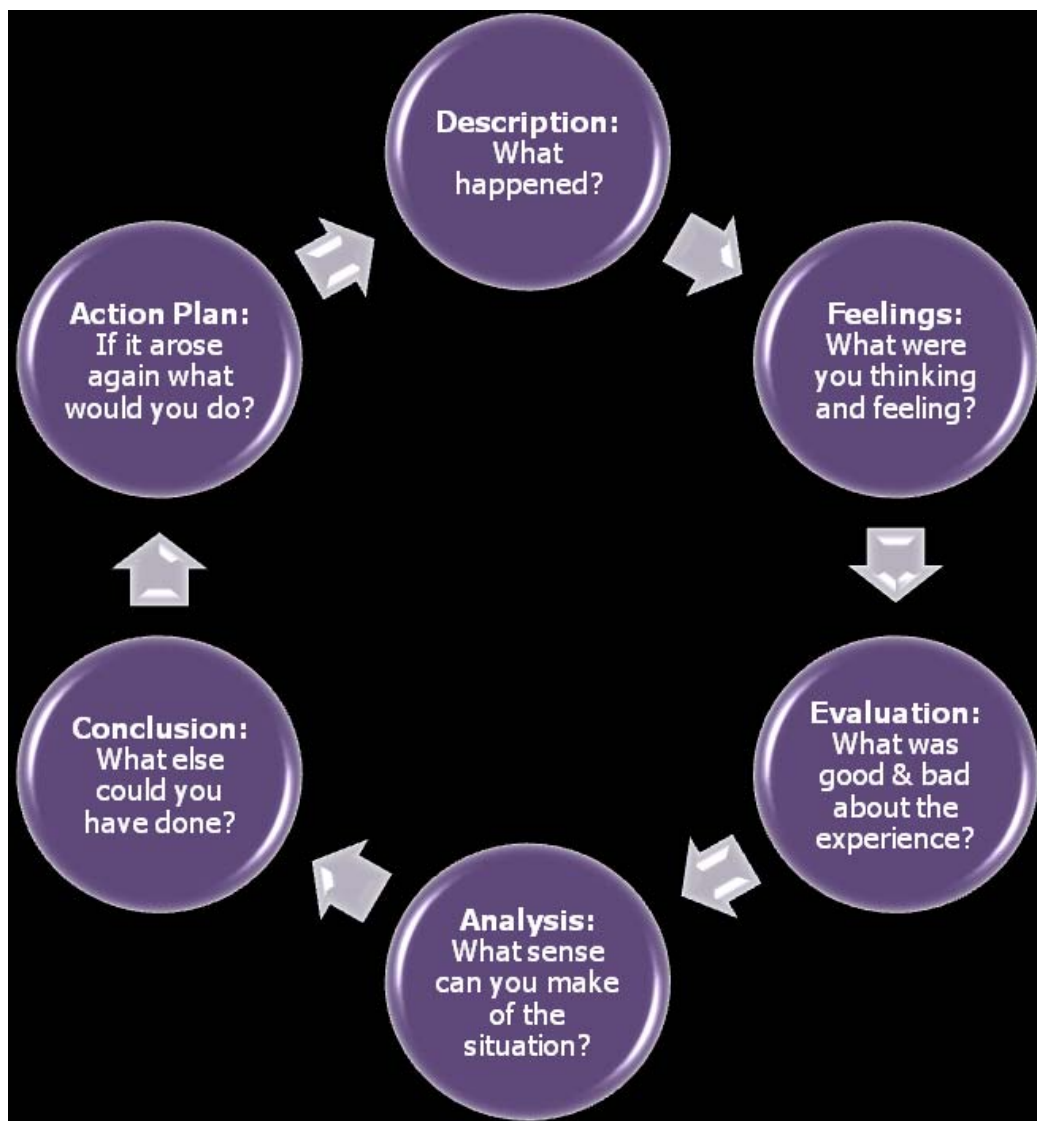 Description:
What
happened?
Feelings:
What were
you thinking
and feeling?
Evaluation:
What was
good & bad
about the
experience?
Analysis:
What sense
can you make
of the
situation?
Conclusion:
What else
could you
have done?
Action Plan:
If it arose
again what
would you do?